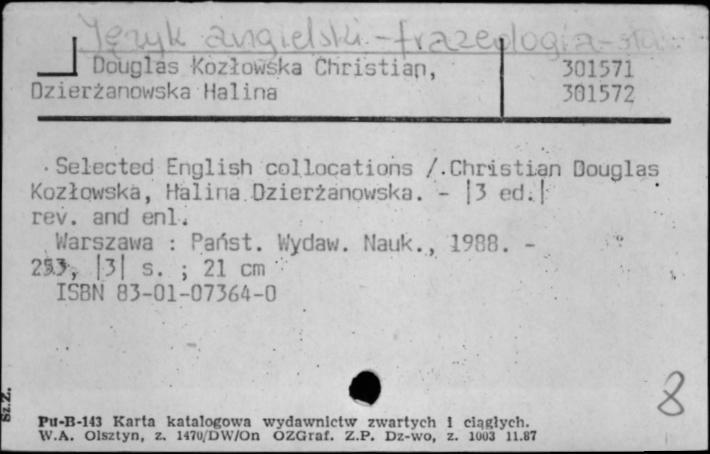 Język angielski - frazeologia -
Douglas Kozłowska Christian, 301571
Dzierżanowska Halina 301572
Selected English collocations / Christian Douglas
Kozłowska, Halina Dzierżanowska. - |3 ed.|
rev. and enl.
Warszawa : Państ. Wydaw. Nauk., 1988. -
253, |3| s. ; 21 cm
ISBN 83-01-07364-0
8
Sz.Z.
Pu-B-143 Karta katalogowa wydawnictw zwartych i ciągłych.
W.A. Olsztyn, z. 1470/DW/On OZGraf. Z.P. Dz-wo, z. 1003 11.87